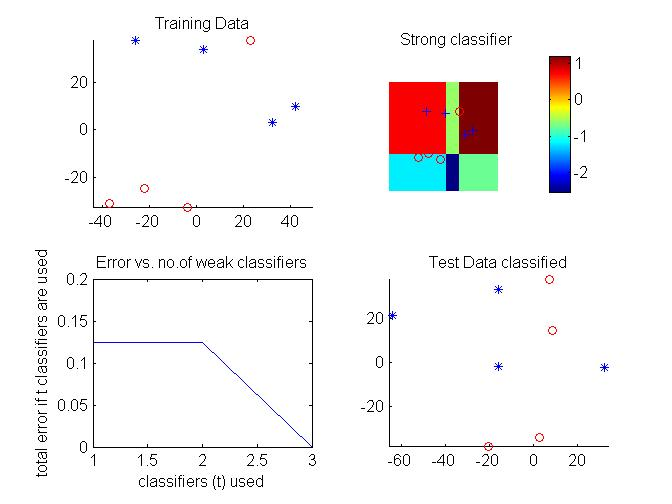 Training Data
20
0
-20
-40 -20 0 20 40
Strong classifier
1
0
-1
-2
Error vs. no.of weak classifiers
total error if t classifiers are used
0.2
0.15
0.1
0.05
0
1 1.5 2 2.5 3
classifiers (t) used
Test Data classified
20
0
-20
-60 -40 -20 0 20